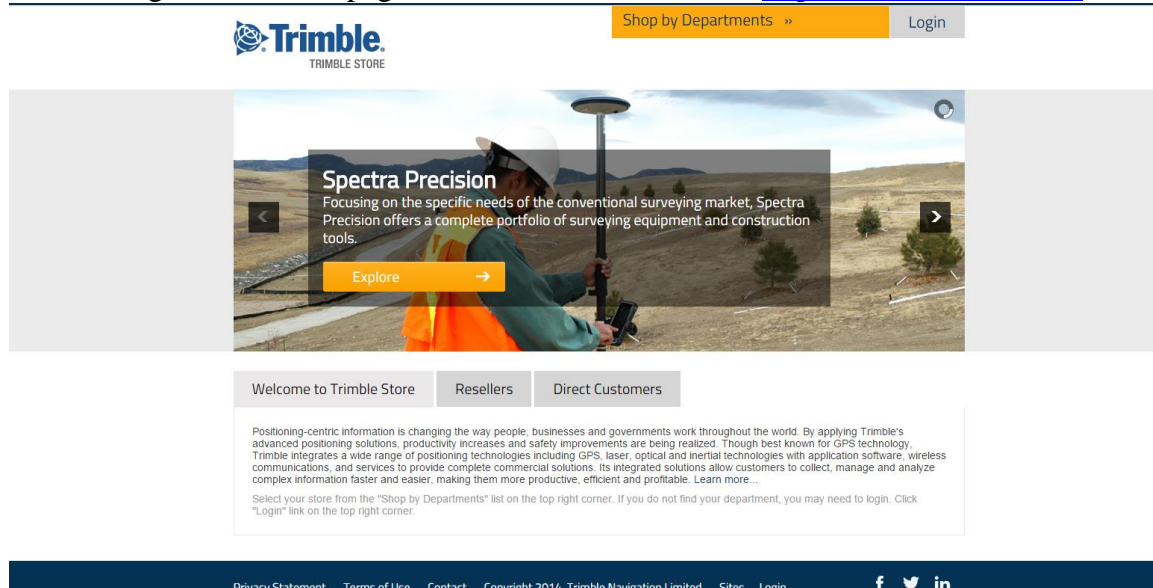 Shop by Departments »
Login
Trimble.
TRIMBLE STORE
Spectra Precision
Focusing on the specific needs of the conventional surveying market, Spectra
Precision offers a complete portfolio of surveying equipment and construction
tools.
Explore →
Welcome to Trimble Store
Resellers
Direct Customers
Positioning-centric information is changing the way people, businesses and governments work throughout the world. By applying Trimble's
advanced positioning solutions, productivity increases and safety improvements are being realized. Though best known for GPS technology,
Trimble integrates a wide range of positioning technologies including GPS, laser, optical and inertial technologies with application software, wireless
communications, and services to provide complete commercial solutions. Its integrated solutions allow customers to collect, manage and analyze
complex information faster and easier, making them more productive, efficient and profitable. Learn more...
Select your store from the "Shop by Departments" list on the top right corner. If you do not find your department, you may need to login. Click
"Login" link on the top right corner.
Privacy Statement Terms of Use Contact Copyright 2014, Trimble Navigation Limited Sites Login